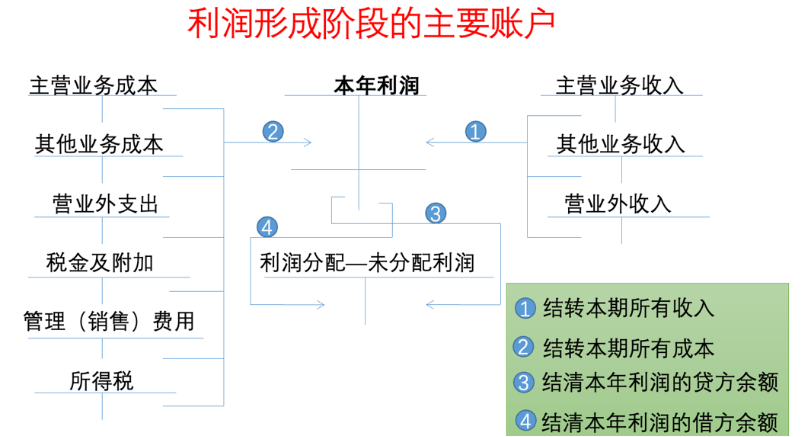 利润形成阶段的主要账户
主营业务成本
本年利润
主营业务收入
2
1
其他业务成本
其他业务收入
营业外支出
营业外收入
4
3
税金及附加
利润分配—未分配利润
管理（销售）费用
所得税
1 结转本期所有收入
2 结转本期所有成本
3 结清本年利润的贷方余额
4 结清本年利润的借方余额